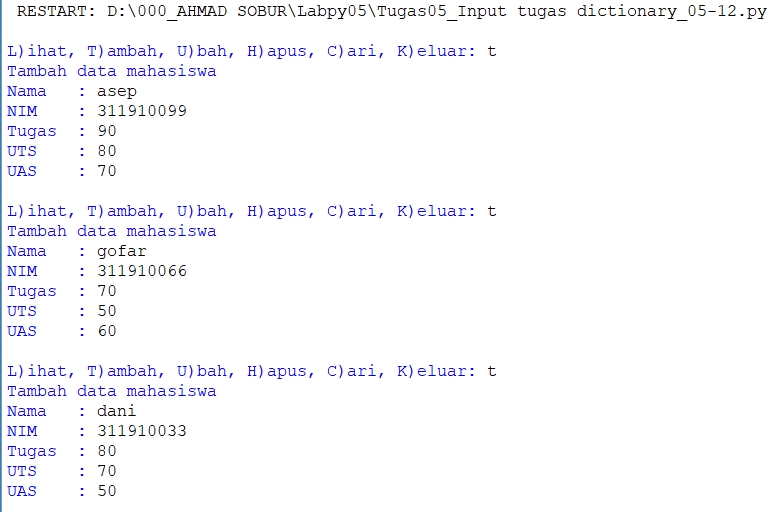 RESTART: D:\000_AHMAD SOBUR\Labpy05\Tugas05_Input tugas dictionary_05-12.py
L)ihat, T)ambah, U)bah, H)apus, C)ari, K)eluar: t
Tambah data mahasiswa
Nama   : asep
NIM    : 311910099
Tugas  : 90
UTS    : 80
UAS    : 70
L)ihat, T)ambah, U)bah, H)apus, C)ari, K)eluar: t
Tambah data mahasiswa
Nama   : gofar
NIM    : 311910066
Tugas  : 70
UTS    : 50
UAS    : 60
L)ihat, T)ambah, U)bah, H)apus, C)ari, K)eluar: t
Tambah data mahasiswa
Nama   : dani
NIM    : 311910033
Tugas  : 80
UTS    : 70
UAS    : 50